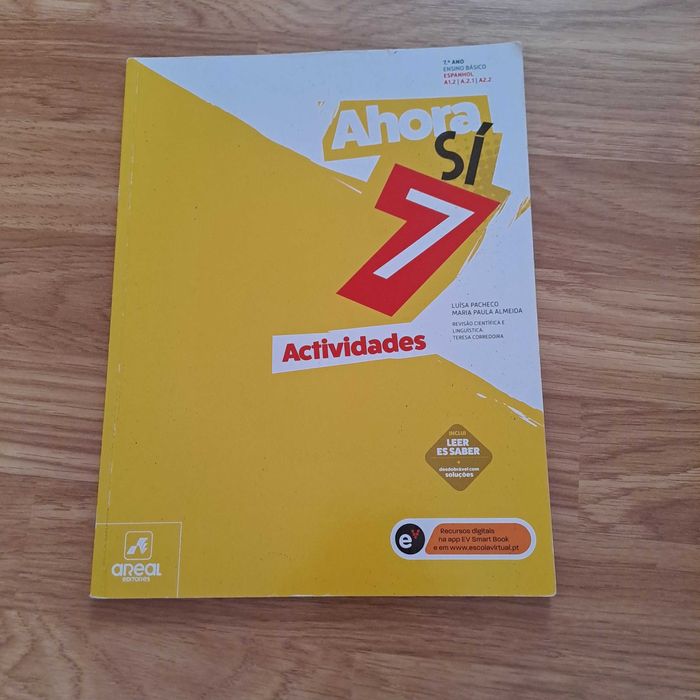 7.º ANO
ENSINO BÁSICO
ESPANHOL
A1.2 | A.2.1 | A2.2
Ahora
SÍ
7
LUÍSA PACHECO
MARIA PAULA ALMEIDA
REVISÃO CIENTÍFICA E
LINGUÍSTICA
TERESA CORREDOIRA
Actividades
INCLUI
LEER
ES SABER
+
desdobrável com
soluções
ev
Recursos digitais
na app EV Smart Book
e em www.escolavirtual.pt
areal
EDITORES